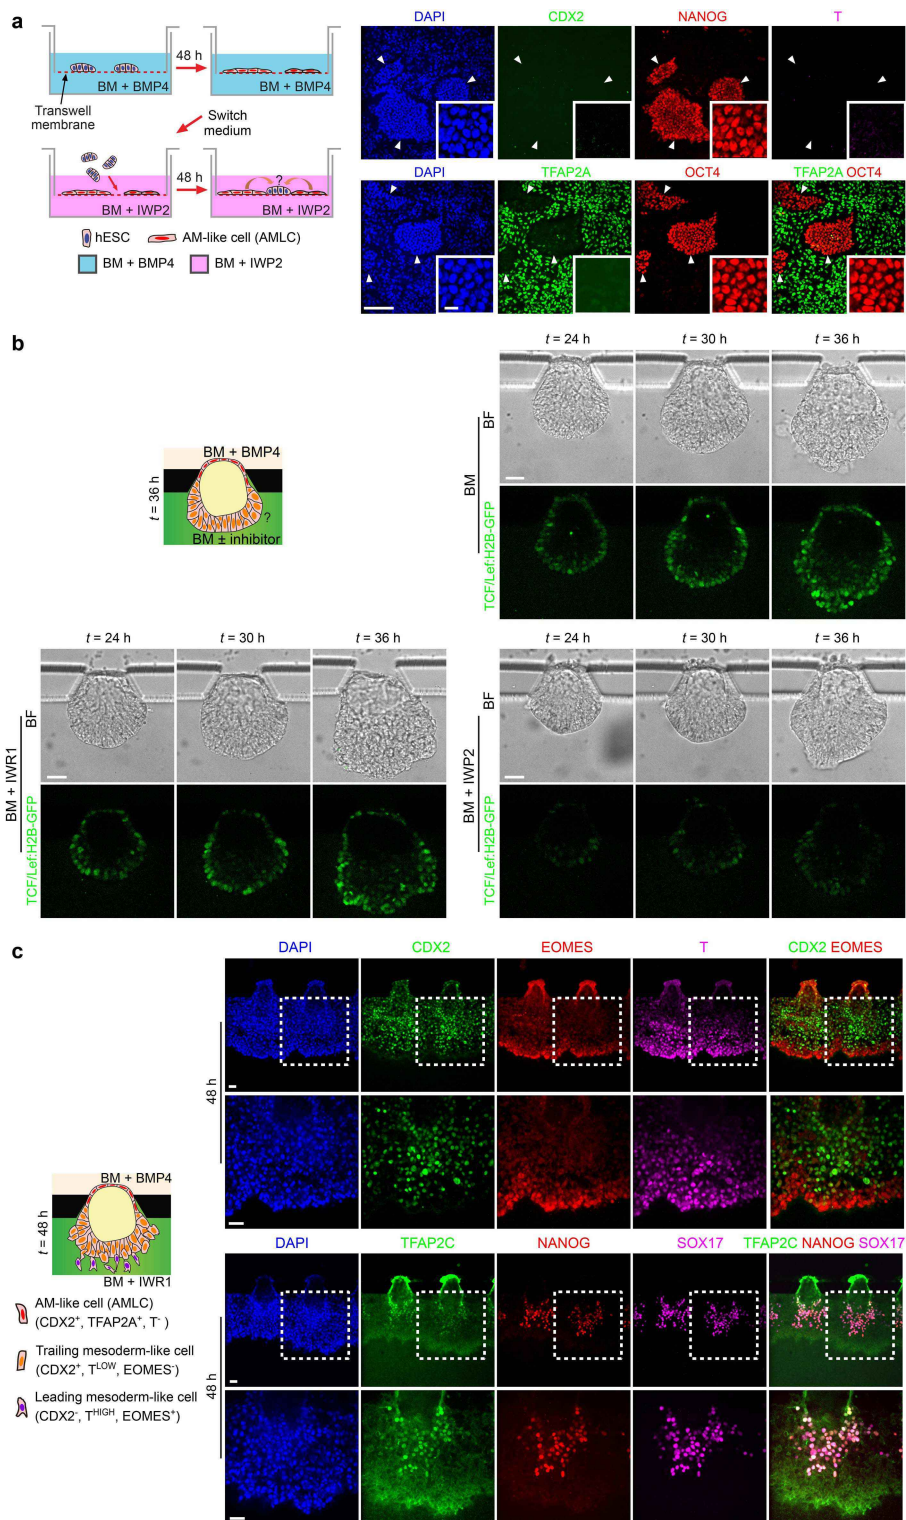 a
48 h
BM + BMP4
BM + BMP4
Transwell
membrane
Switch
medium
48 h
?
BM + IWP2
BM + IWP2
hESC
AM-like cell (AMLC)
BM + BMP4
BM + IWP2
DAPI
CDX2
NANOG
T
DAPI
TFAP2A
OCT4
TFAP2A OCT4
b
t = 36 h
BM + BMP4
?
BM ± inhibitor
t = 24 h
t = 30 h
t = 36 h
BM
BF
TCF/Lef:H2B-GFP
t = 24 h
t = 30 h
t = 36 h
BM + IWR1
BF
TCF/Lef:H2B-GFP
t = 24 h
t = 30 h
t = 36 h
BM + IWP2
BF
TCF/Lef:H2B-GFP
c
DAPI
CDX2
EOMES
T
CDX2 EOMES
48 h
t = 48 h
BM + BMP4
BM + IWR1
AM-like cell (AMLC)
(CDX2⁺, TFAP2A⁺, T⁻ )
Trailing mesoderm-like cell
(CDX2⁺, Tᴸᴼᵂ, EOMES⁻)
Leading mesoderm-like cell
(CDX2⁻, Tᴴᴵᴳᴴ, EOMES⁺)
DAPI
TFAP2C
NANOG
SOX17
TFAP2C NANOG SOX17
48 h